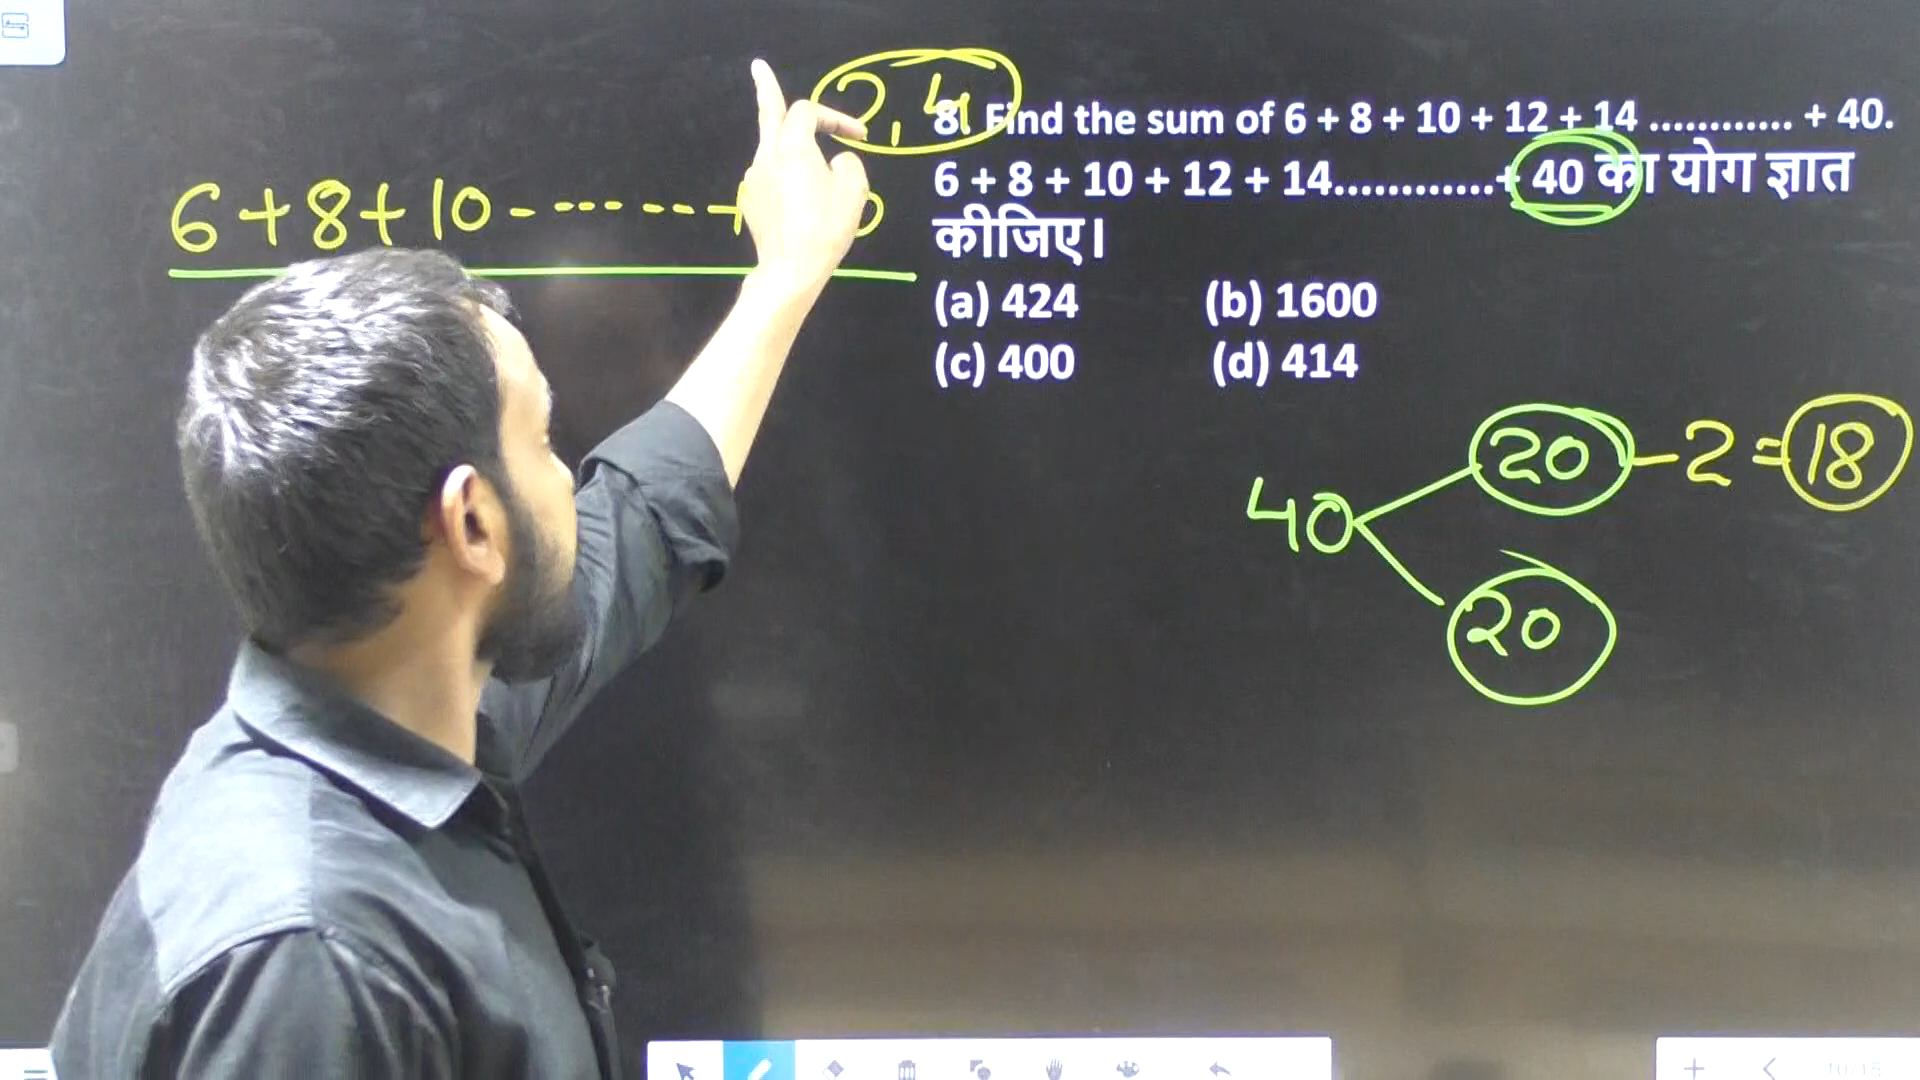 2, 4
6 + 8 + 10 - - - - - - - +
8. Find the sum of 6 + 8 + 10 + 12 + 14 ............ + 40.
6 + 8 + 10 + 12 + 14.............+ 40 का योग ज्ञात
कीजिए।
(a) 424 (b) 1600
(c) 400 (d) 414
40 20 - 2 = 18
20